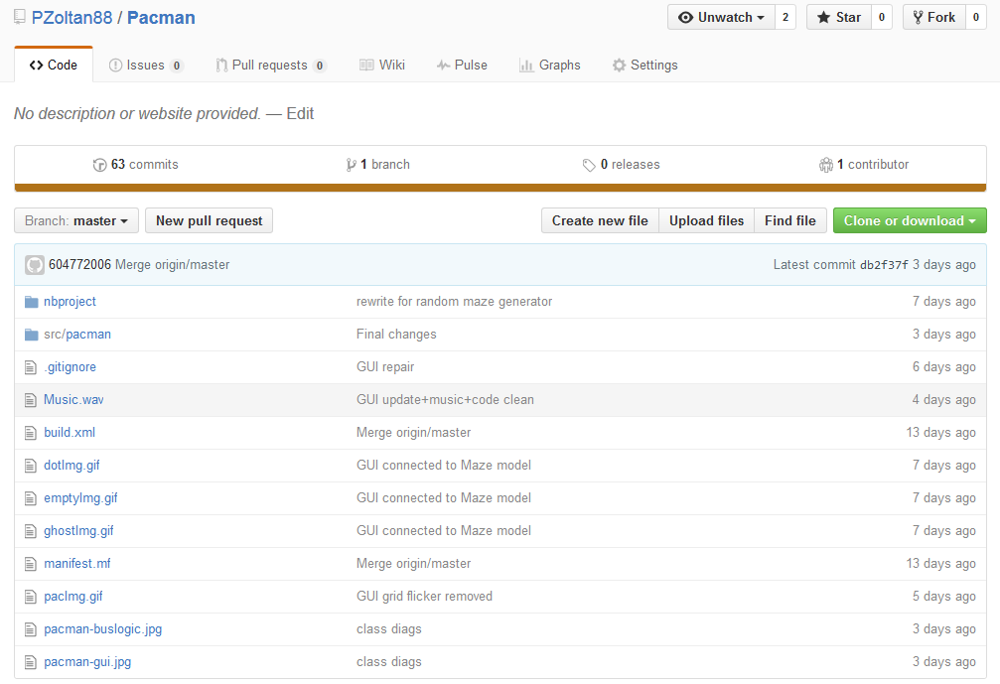 PZoltan88 / Pacman
Unwatch 2 Star 0 Fork 0
Code Issues 0 Pull requests 0 Wiki Pulse Graphs Settings
No description or website provided. — Edit
63 commits 1 branch 0 releases 1 contributor
Branch: master New pull request Create new file Upload files Find file Clone or download
604772006 Merge origin/master Latest commit db2f37f 3 days ago
nbproject rewrite for random maze generator 7 days ago
src/pacman Final changes 3 days ago
.gitignore GUI repair 6 days ago
Music.wav GUI update+music+code clean 4 days ago
build.xml Merge origin/master 13 days ago
dotImg.gif GUI connected to Maze model 7 days ago
emptyImg.gif GUI connected to Maze model 7 days ago
ghostImg.gif GUI connected to Maze model 7 days ago
manifest.mf Merge origin/master 13 days ago
pacImg.gif GUI grid flicker removed 5 days ago
pacman-buslogic.jpg class diags 3 days ago
pacman-gui.jpg class diags 3 days ago